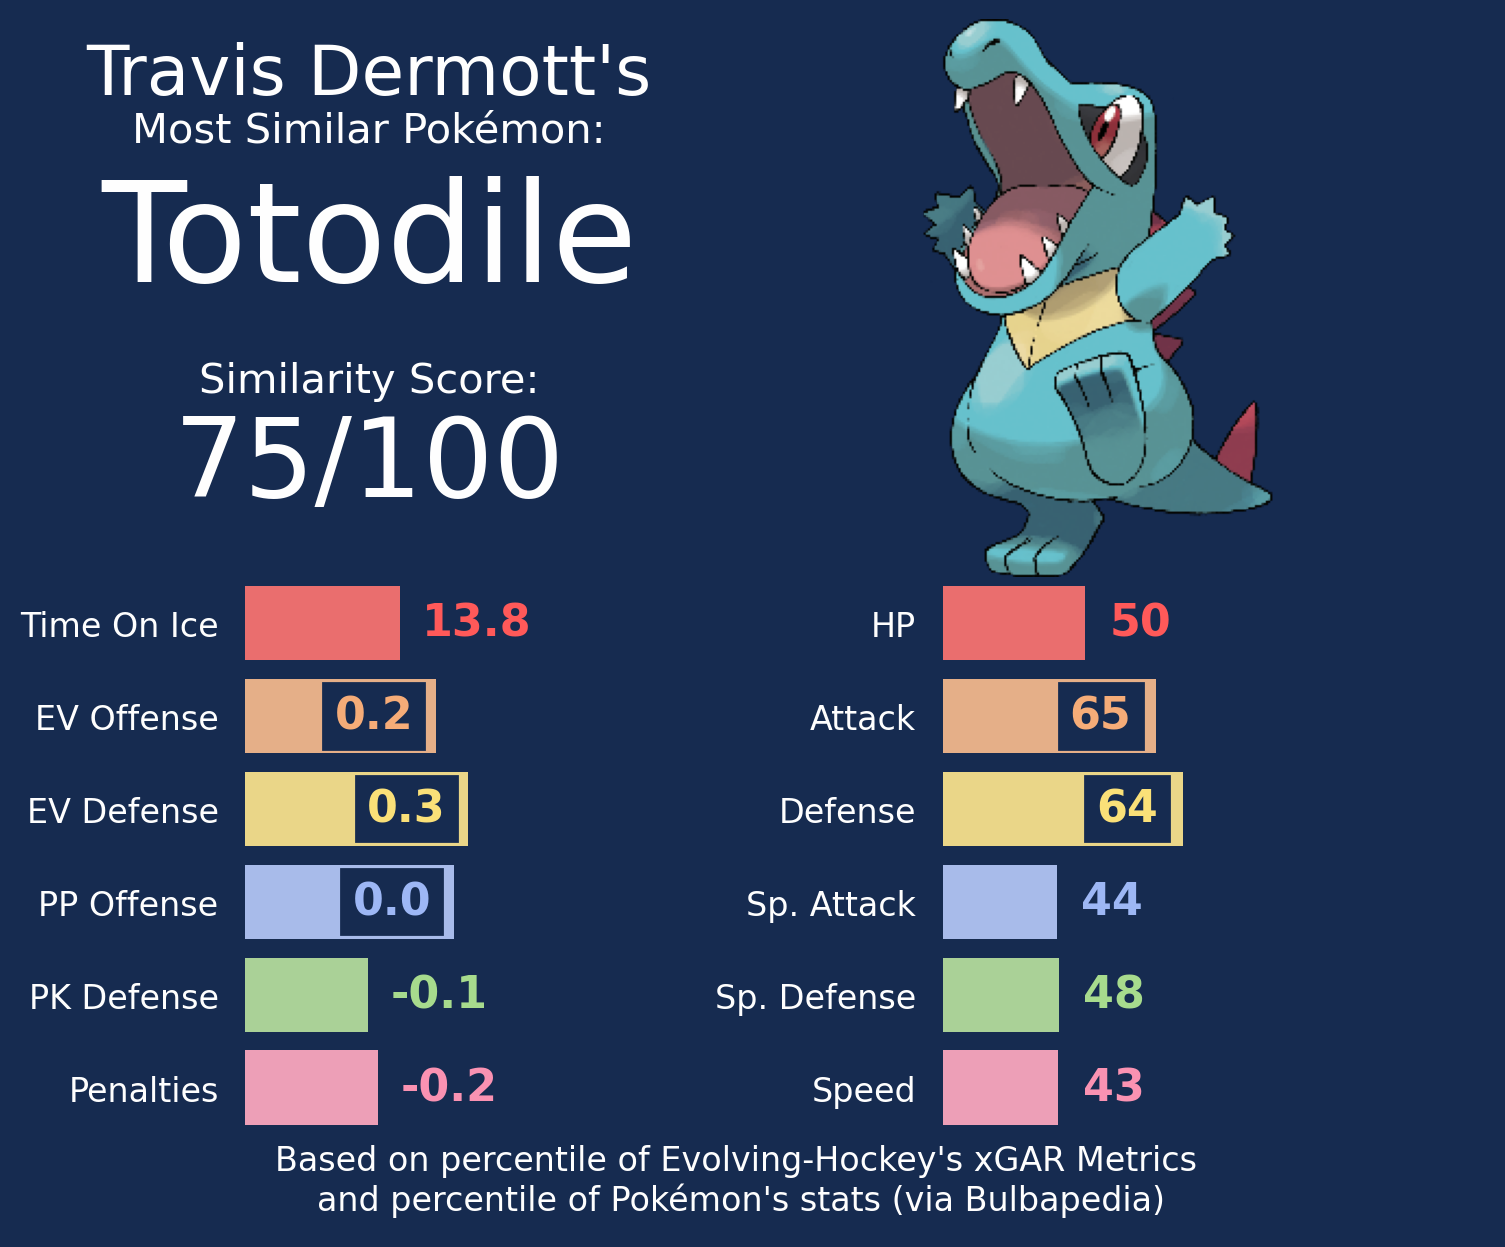 Travis Dermott's
Most Similar Pokémon:
Totodile
Similarity Score:
75/100
Time On Ice 13.8
EV Offense 0.2
EV Defense 0.3
PP Offense 0.0
PK Defense -0.1
Penalties -0.2
HP 50
Attack 65
Defense 64
Sp. Attack 44
Sp. Defense 48
Speed 43
Based on percentile of Evolving-Hockey's xGAR Metrics
and percentile of Pokémon's stats (via Bulbapedia)